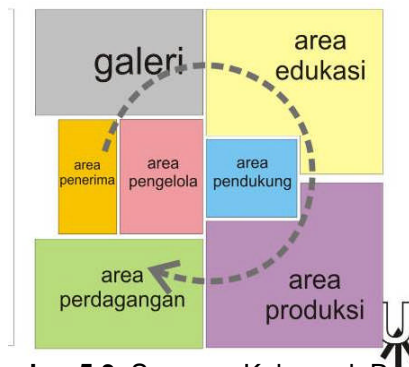 galeri
area
edukasi
area
penerima
area
pengelola
area
pendukung
area
perdagangan
area
produksi